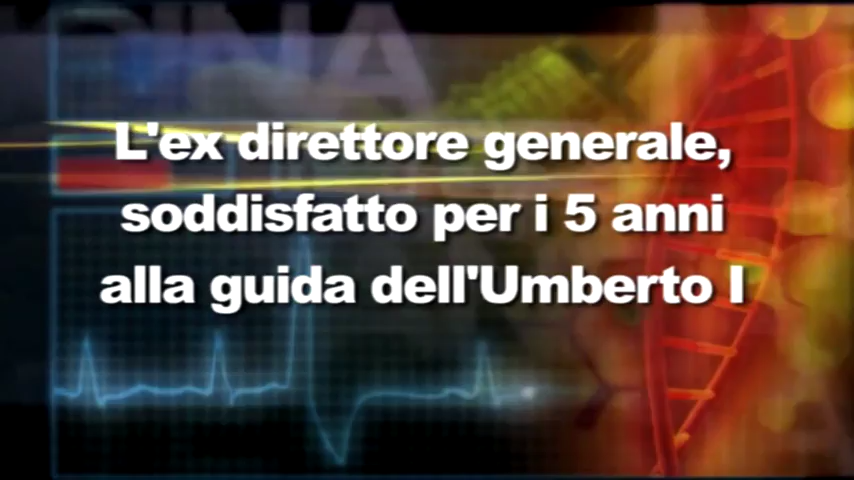 L'ex direttore generale,
soddisfatto per i 5 anni
alla guida dell'Umberto I